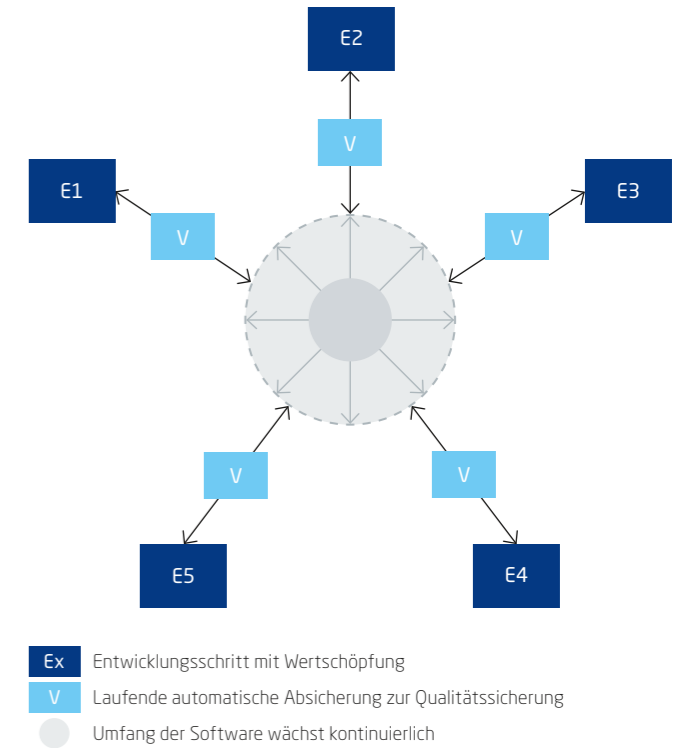 E2
V
E1
E3
V
V
V
V
E5
E4
Ex Entwicklungsschritt mit Wertschöpfung
V Laufende automatische Absicherung zur Qualitätssicherung
Umfang der Software wächst kontinuierlich